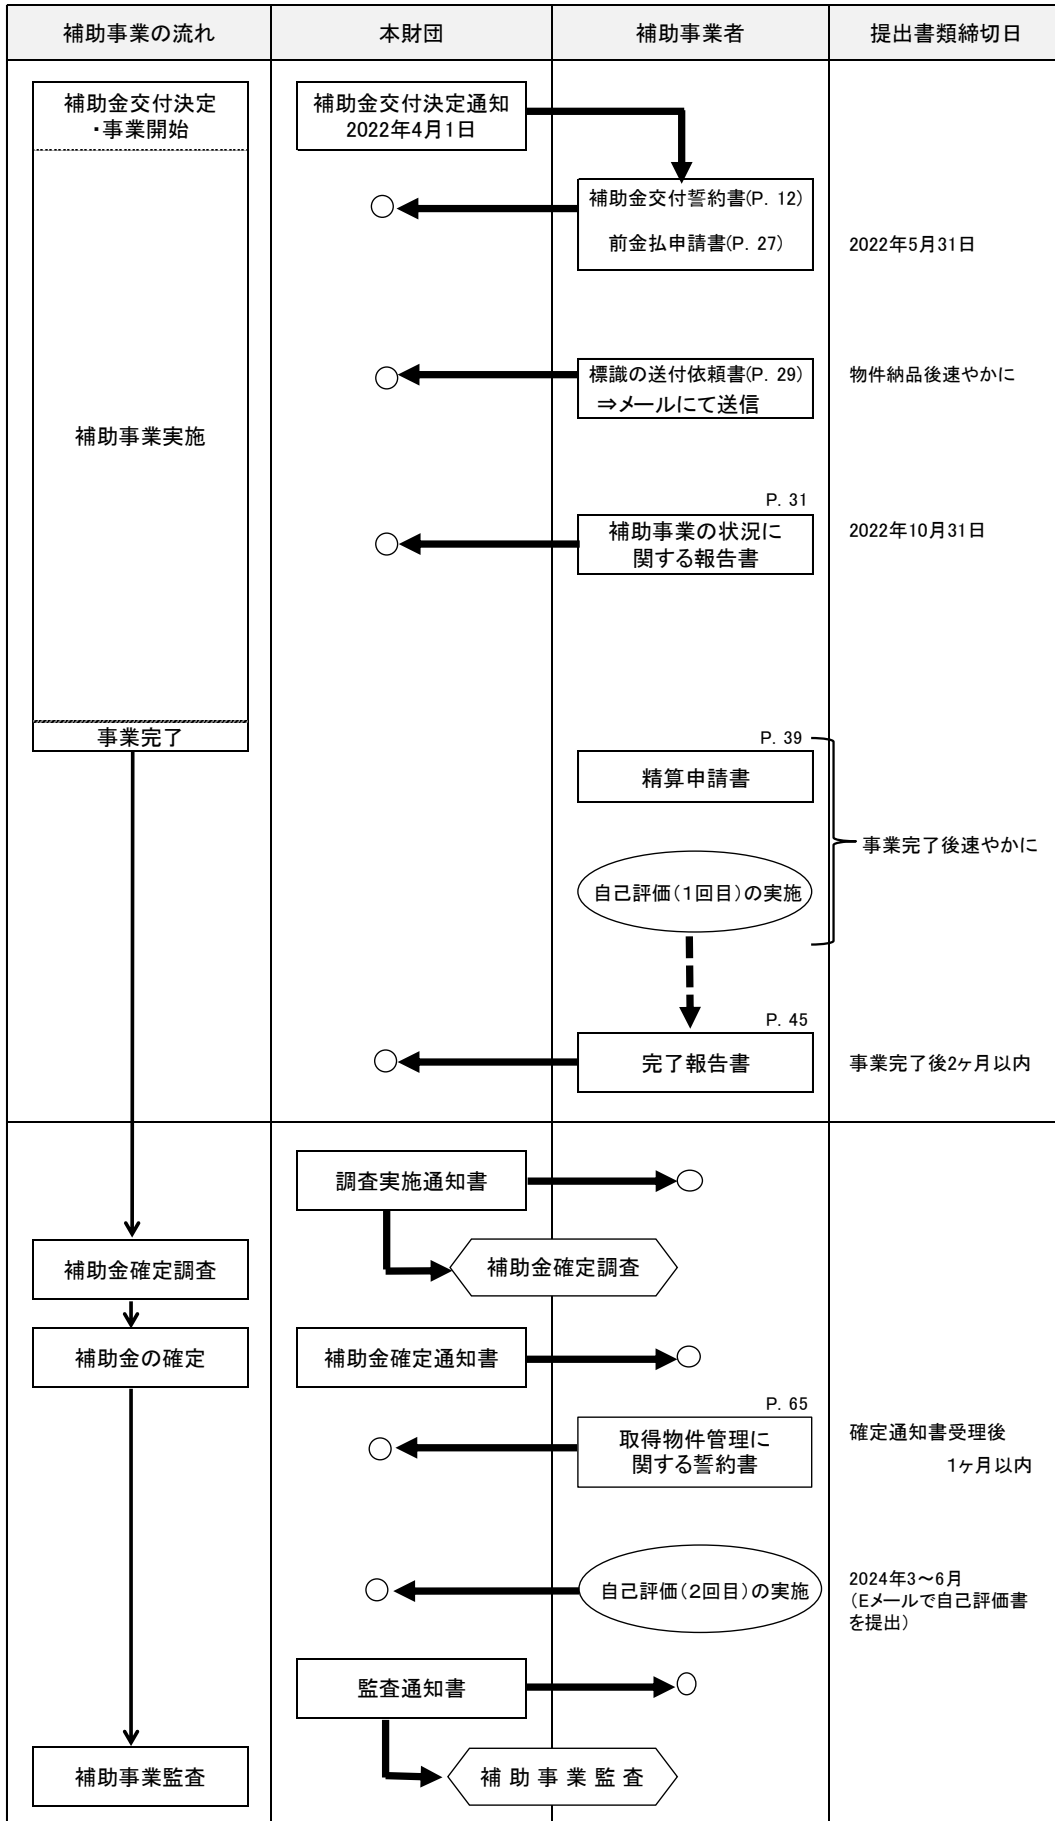 補助事業の流れ
本財団
補助事業者
提出書類締切日
補助金交付決定
・事業開始
補助金交付決定通知
2022年4月1日
補助金交付誓約書(P. 12)
前金払申請書(P. 27)
2022年5月31日
標識の送付依頼書(P. 29)
⇒メールにて送信
物件納品後速やかに
補助事業実施
P. 31
補助事業の状況に
関する報告書
2022年10月31日
事業完了
P. 39
精算申請書
事業完了後速やかに
自己評価(1回目)の実施
P. 45
完了報告書
事業完了後2ヶ月以内
調査実施通知書
補助金確定調査
補助金確定調査
補助金の確定
補助金確定通知書
P. 65
取得物件管理に
関する誓約書
確定通知書受理後
1ヶ月以内
自己評価(2回目)の実施
2024年3～6月
(Eメールで自己評価書
を提出)
監査通知書
補助事業監査
補助事業監査